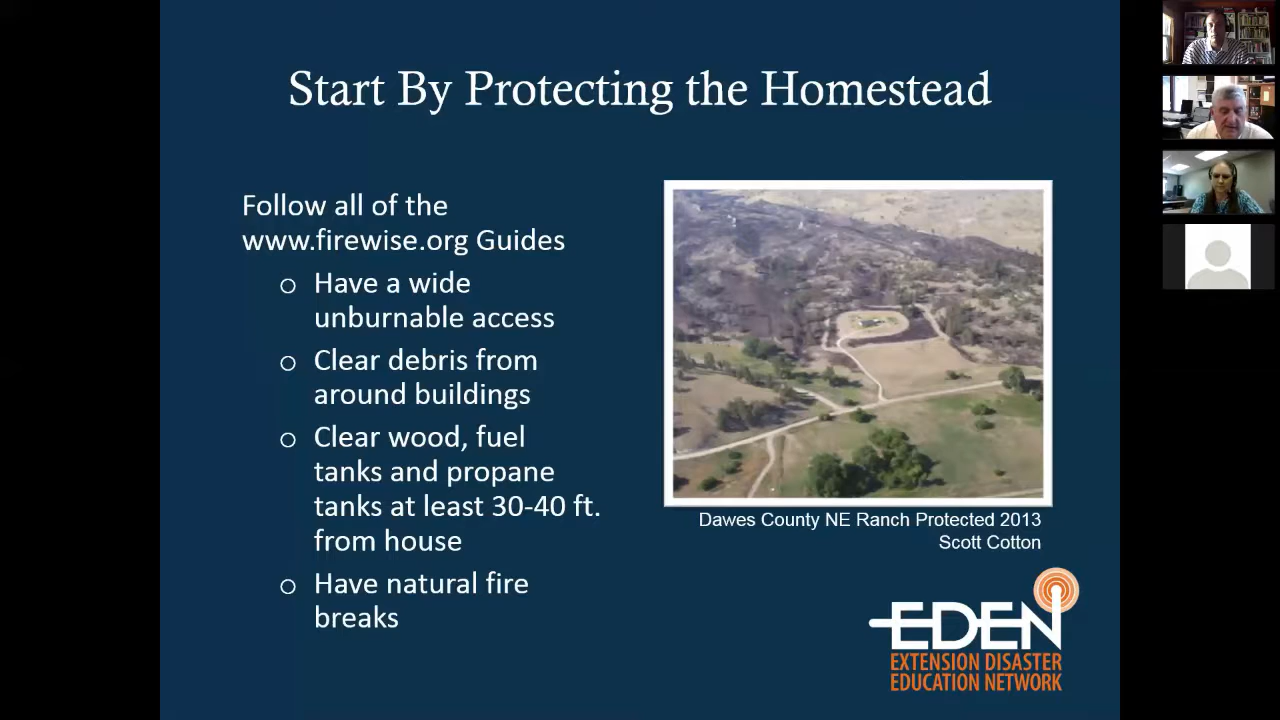 Start By Protecting the Homestead
Follow all of the
www.firewise.org Guides
o Have a wide
unburnable access
o Clear debris from
around buildings
o Clear wood, fuel
tanks and propane
tanks at least 30-40 ft.
from house
o Have natural fire
breaks
Dawes County NE Ranch Protected 2013
Scott Cotton
EDEN
EXTENSION DISASTER
EDUCATION NETWORK